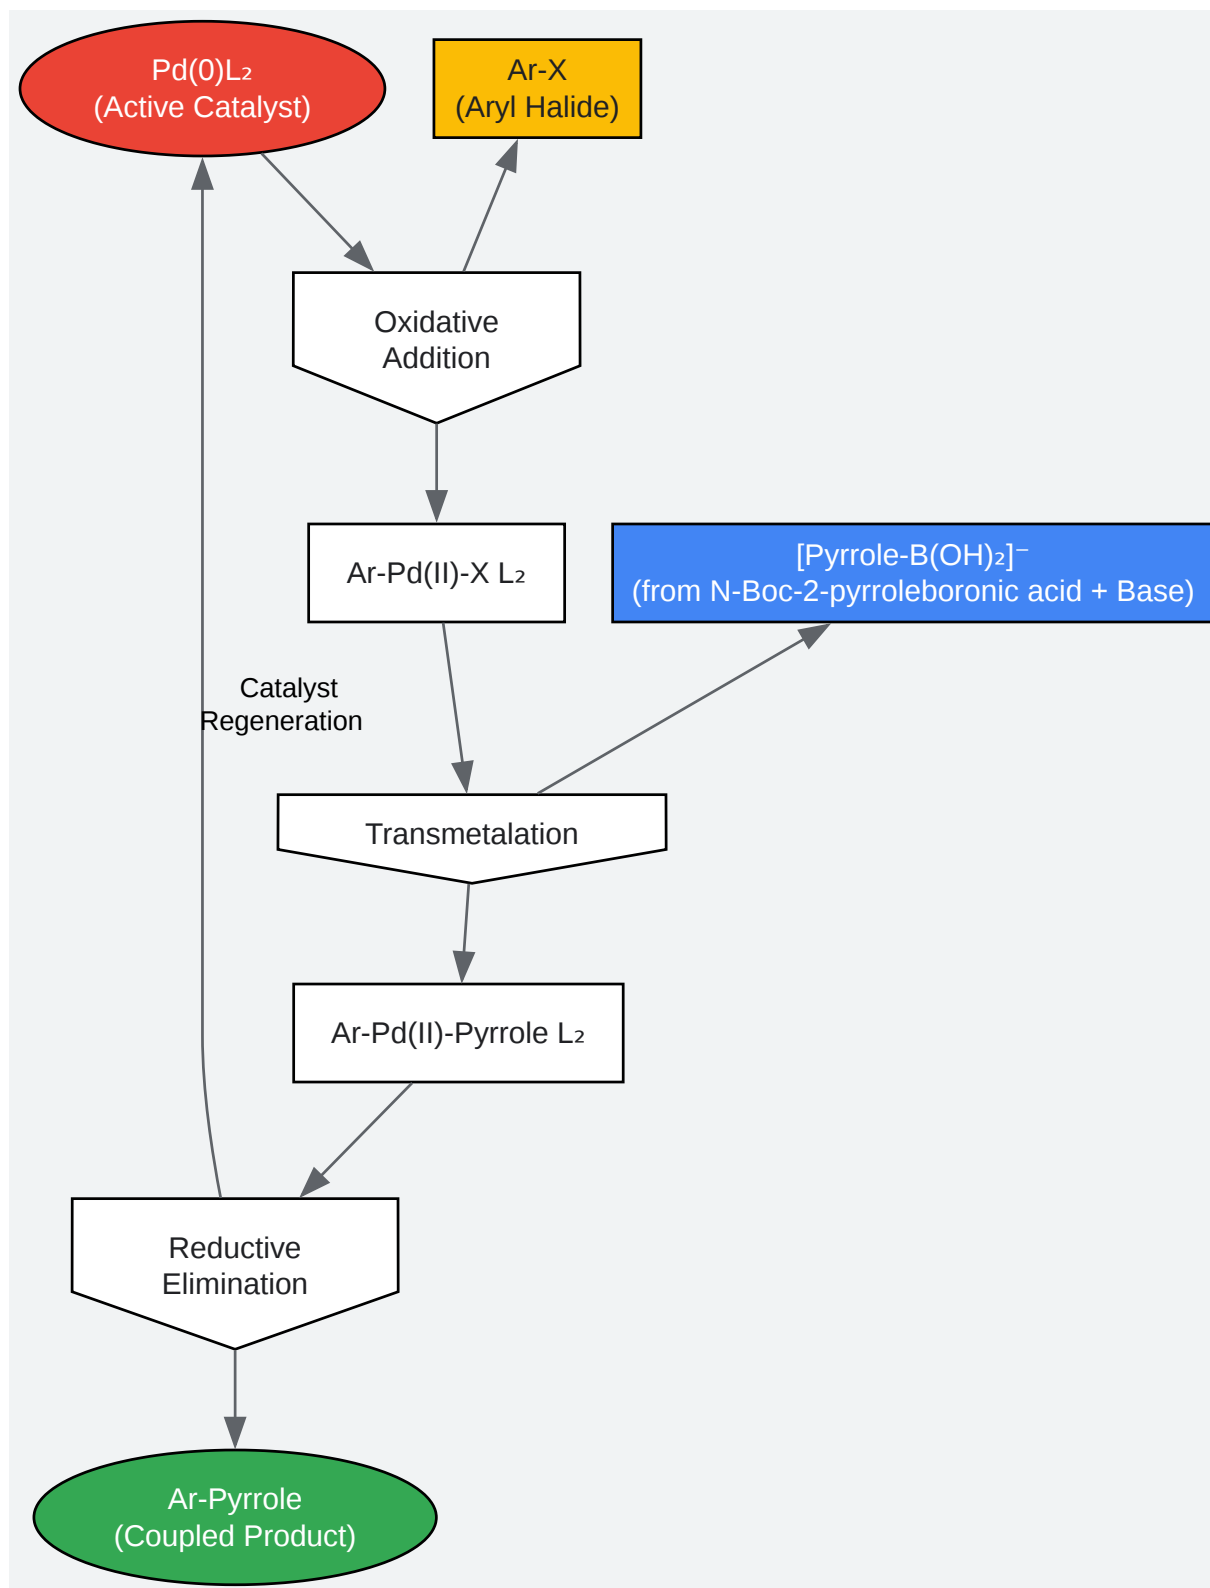 Pd(0)L₂
(Active Catalyst)
Ar-X
(Aryl Halide)
Oxidative
Addition
Ar-Pd(II)-X L₂
[Pyrrole-B(OH)₂]⁻
(from N-Boc-2-pyrroleboronic acid + Base)
Catalyst
Regeneration
Transmetalation
Ar-Pd(II)-Pyrrole L₂
Reductive
Elimination
Ar-Pyrrole
(Coupled Product)